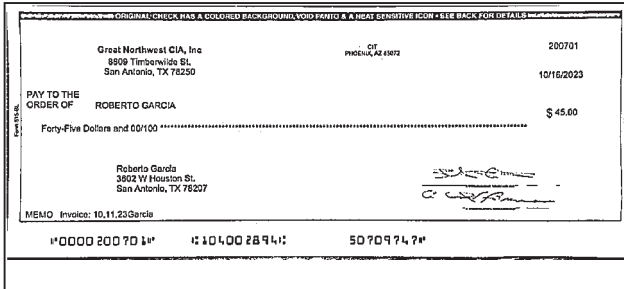 ORIGINAL CHECK HAS A COLORED BACKGROUND, VOID PANTO & A HEAT SENSITIVE ICON • SEE BACK FOR DETAILS
Great Northwest CIA, Inc
8809 Timberwilde St.
San Antonio, TX 78250
CIT
PHOENIX, AZ 85072
200701
10/16/2023
PAY TO THE
ORDER OF ROBERTO GARCIA
$ 45.00
Forty-Five Dollars and 00/100 ****************************************
Roberto Garcia
3602 W Houston St.
San Antonio, TX 78207
MEMO Invoice: 10,11,23Garcia
⑈0000200701⑈ ⑆104002894⑆ 50709747⑈